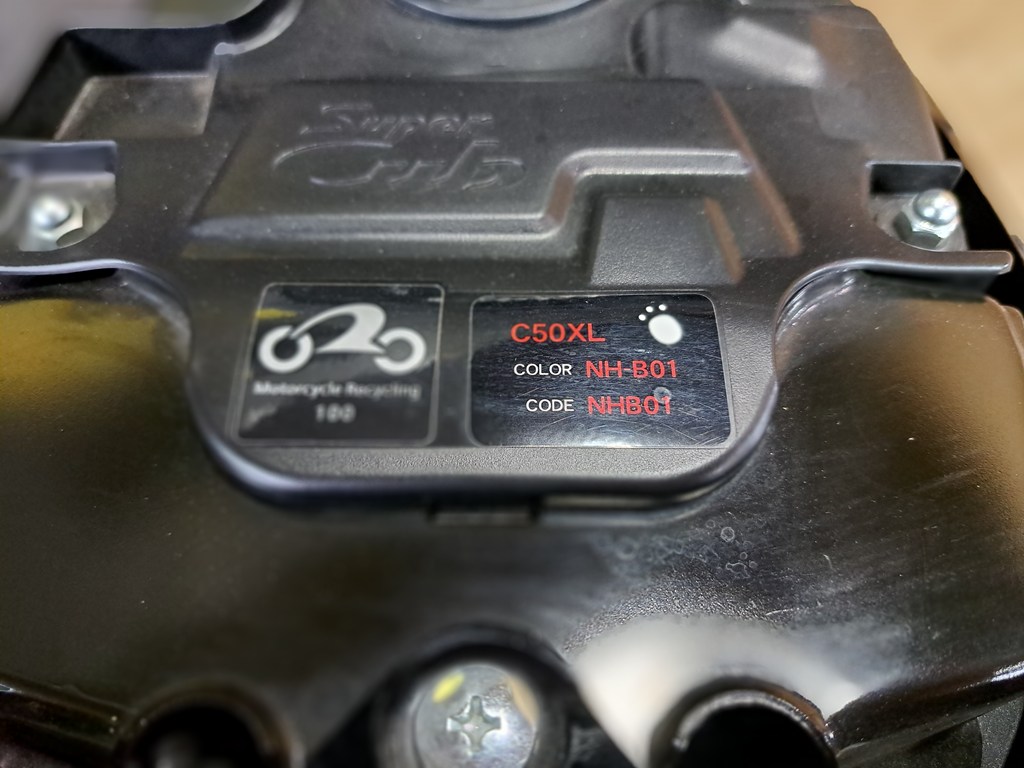 Super
Cub
Motorcycle Recycling
100
C50XL
COLOR NH-B01
CODE NHB01